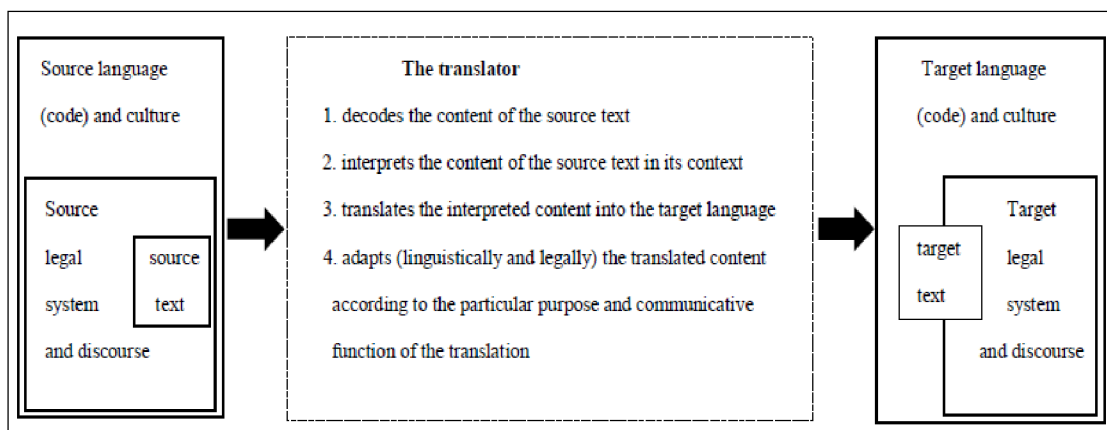 Source language
(code) and culture
Source
legal
system
and discourse
source
text
The translator
1. decodes the content of the source text
2. interprets the content of the source text in its context
3. translates the interpreted content into the target language
4. adapts (linguistically and legally) the translated content
according to the particular purpose and communicative
function of the translation
Target language
(code) and culture
target
text
Target
legal
system
and discourse